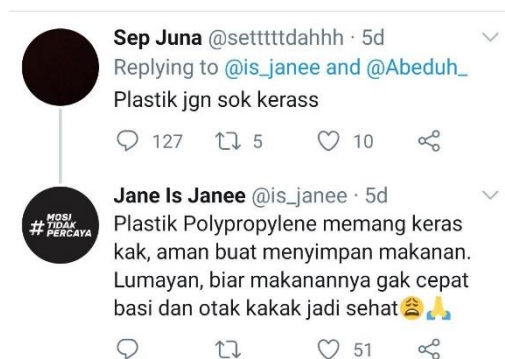 Sep Juna @setttttdahhh · 5d
Replying to @is_janee and @Abeduh_
Plastik jgn sok kerass
127 5 10
# MOSI TIDAK PERCAYA
Jane Is Janee @is_janee · 5d
Plastik Polypropylene memang keras
kak, aman buat menyimpan makanan.
Lumayan, biar makanannya gak cepat
basi dan otak kakak jadi sehat😩🙏
51